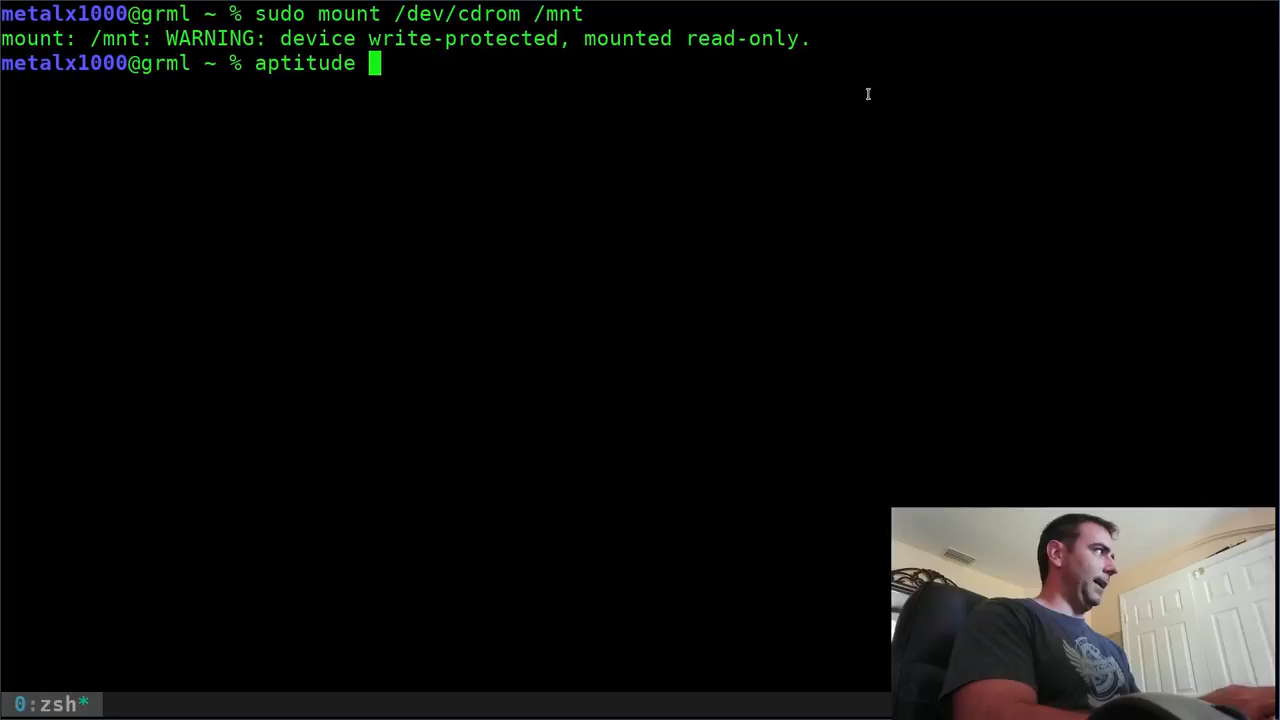 metalx1000@grml ~ % sudo mount /dev/cdrom /mnt
mount: /mnt: WARNING: device write-protected, mounted read-only.
metalx1000@grml ~ % aptitude
0:zsh*